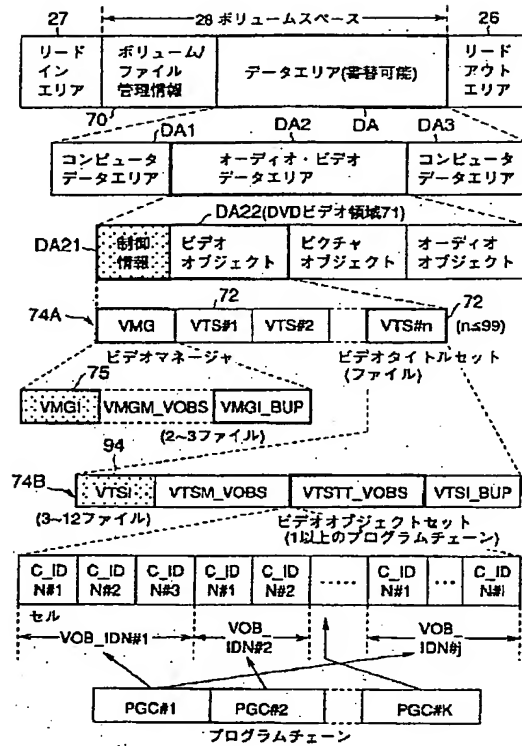 27
28 ボリュームスペース
26
リード
イン
エリア
ボリューム/
ファイル
管理情報
データエリア(書替可能)
リード
アウト
エリア
70
DA1
DA2
DA
DA3
コンピュータ
データエリア
オーディオ・ビデオ
データエリア
コンピュータ
データエリア
DA22(DVDビデオ領域71)
DA21
制御
情報
ビデオ
オブジェクト
ピクチャ
オブジェクト
オーディオ
オブジェクト
72
72
74A
VMG
VTS#1
VTS#2
VTS#n
(n≤99)
ビデオマネージャ
ビデオタイトルセット
(ファイル)
75
VMGI
VMGM_VOBS
VMGI_BUP
(2~3ファイル)
94
74B
VTSI
VTSM_VOBS
VTSTT_VOBS
VTSI_BUP
(3~12ファイル)
ビデオオブジェクトセット
(1以上のプログラムチェーン)
C_ID
N#1
C_ID
N#2
C_ID
N#3
C_ID
N#1
C_ID
N#2
......
C_ID
N#1
...
C_ID
N#i
セル
VOB_IDN#1
VOB_
IDN#2
VOB_
IDN#j
PGC#1
PGC#2
PGC#K
プログラムチェーン